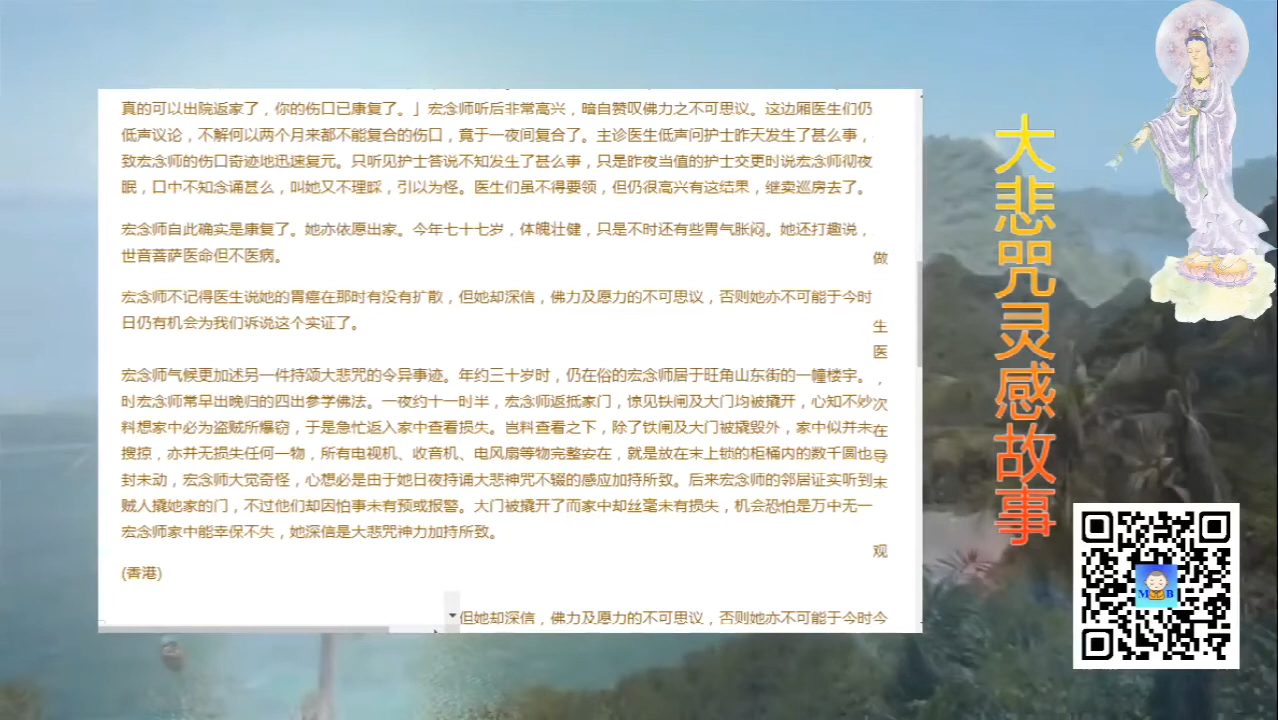 真的可以出院返家了，你的伤口已康复了。」宏念师听后非常高兴，暗自赞叹佛力之不可思议。这边厢医生们仍
低声议论，不解何以两个月来都不能复合的伤口，竟于一夜间复合了。主诊医生低声问护士昨天发生了甚么事，
致宏念师的伤口奇迹地迅速复元。只听见护士答说不知发生了甚么事，只是昨夜当值的护士交更时说宏念师彻夜
眠，口中不知念诵甚么，叫她又不理睬，引以为怪。医生们虽不得要领，但仍很高兴有这结果，继卖巡房去了。
宏念师自此确实是康复了。她亦依愿出家。今年七十七岁，体魄壮健，只是不时还有些胃气胀闷。她还打趣说，
世音菩萨医命但不医病。
做
宏念师不记得医生说她的胃癌在那时有没有扩散，但她却深信，佛力及愿力的不可思议，否则她亦不可能于今时
日仍有机会为我们诉说这个实证了。
生
医
宏念师气候更加述另一件持颂大悲咒的令异事迹。年约三十岁时，仍在俗的宏念师居于旺角山东街的一幢楼宇。，
时宏念师常早出晚归的四出参学佛法。一夜约十一时半，宏念师返抵家门，惊见铁闸及大门均被撬开，心知不妙次
料想家中必为盗贼所爆窃，于是急忙返入家中查看损失。岂料查看之下，除了铁闸及大门被撬毁外，家中似并未在
搜掠，亦并无损失任何一物，所有电视机、收音机、电风扇等物完整安在，就是放在末上锁的柜桶内的数千圆也导
封未动，宏念师大觉奇怪，心想必是由于她日夜持诵大悲神咒不辍的感应加持所致。后来宏念师的邻居证实听到末
贼人撬她家的门，不过他们却因怕事未有预或报警。大门被撬开了而家中却丝毫未有损失，机会恐怕是万中无一
宏念师家中能幸保不失，她深信是大悲咒神力加持所致。
观
(香港)
但她却深信，佛力及愿力的不可思议，否则她亦不可能于今时今
大悲咒灵感故事
M B